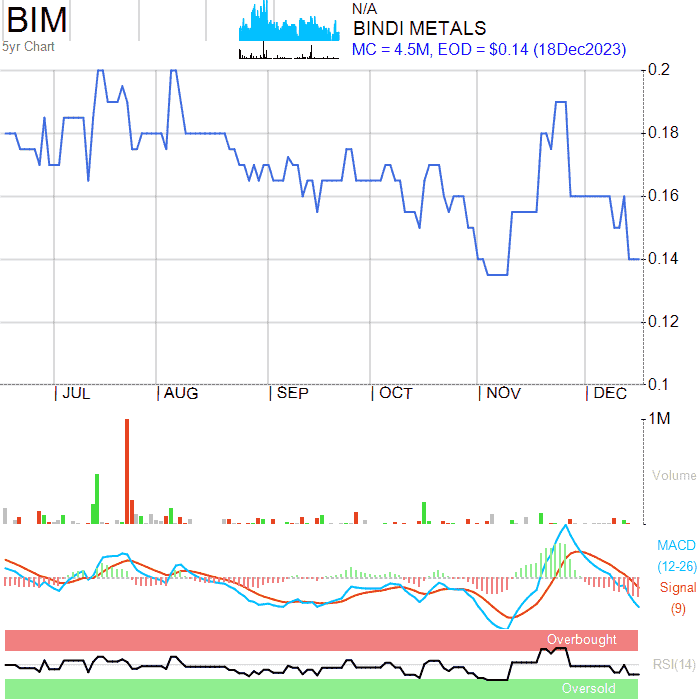 BIM
5yr Chart
N/A
BINDI METALS
MC = 4.5M, EOD = $0.14 (18Dec2023)
0.2
0.18
0.16
0.14
0.12
0.1
JUL AUG SEP OCT NOV DEC
1M
Volume
MACD
(12-26)
Signal
(9)
Overbought
RSI(14)
Oversold